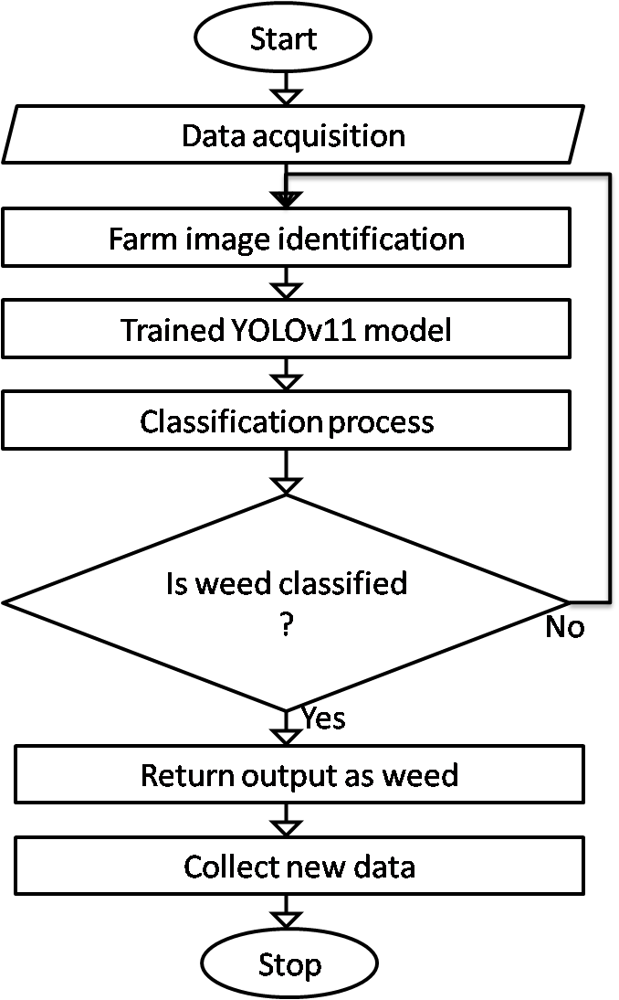 Start
Data acquisition
Farm image identification
Trained YOLOv11 model
Classification process
Is weed classified
?
No
Yes
Return output as weed
Collect new data
Stop